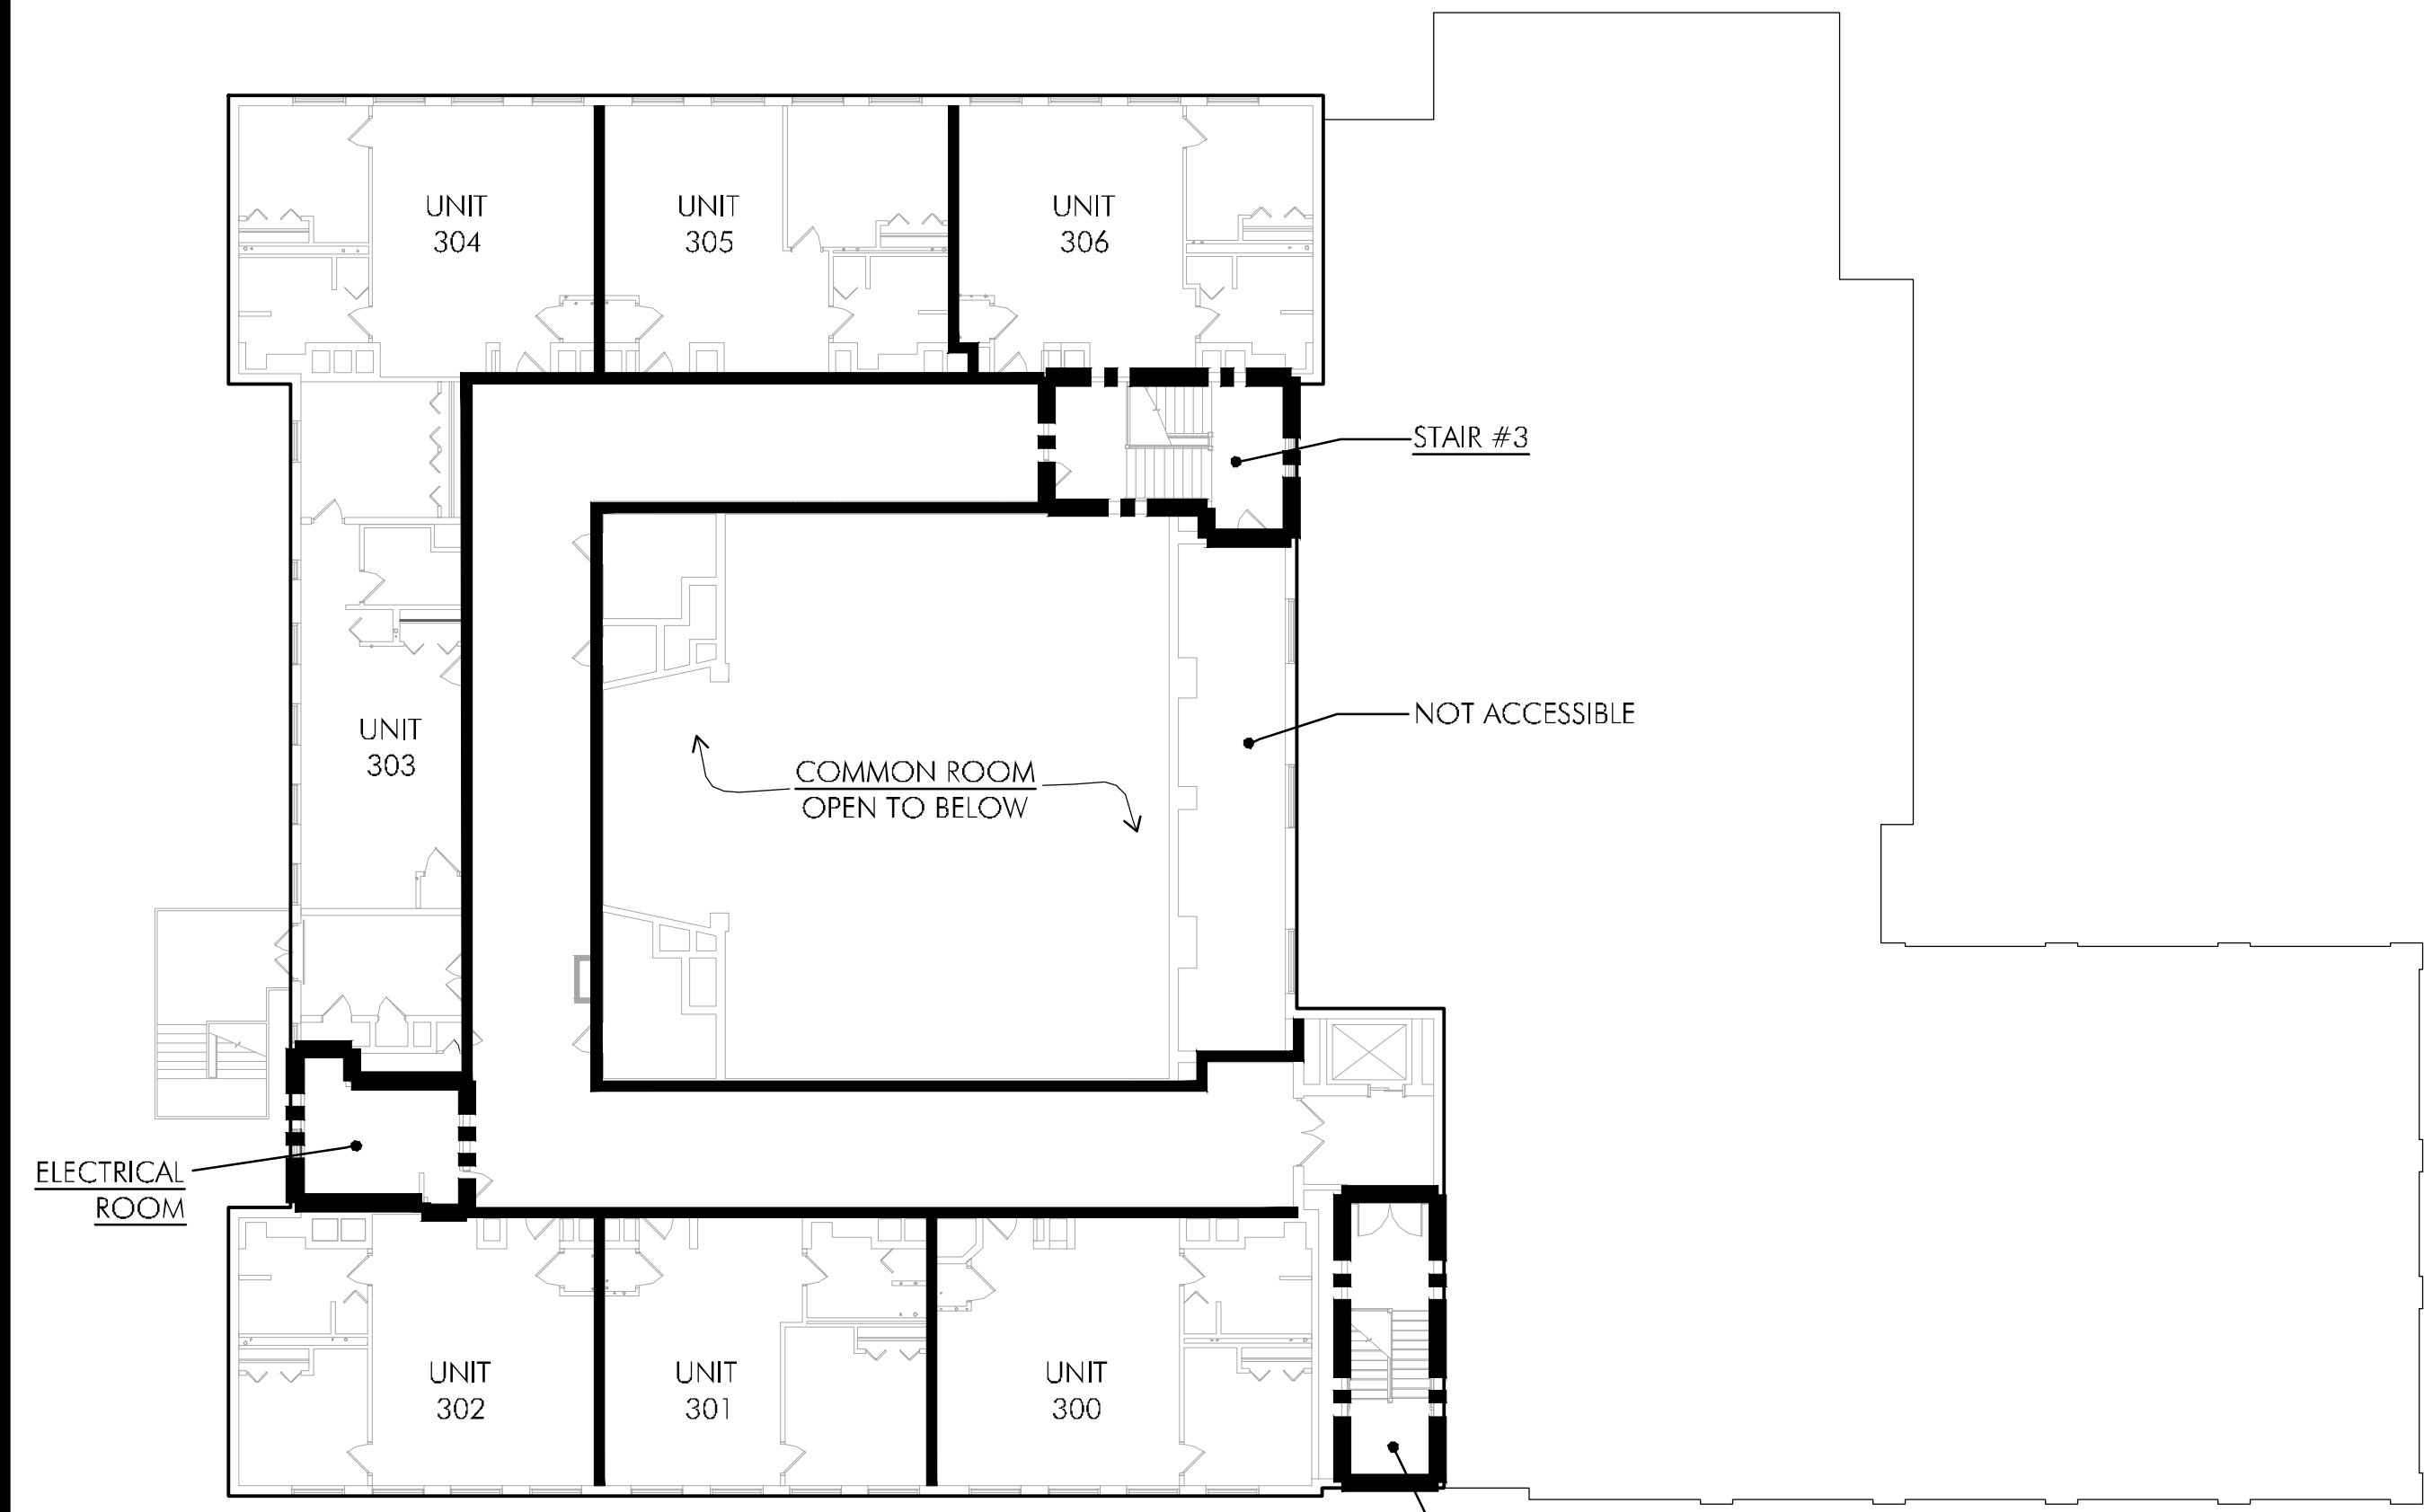 UNIT
304
UNIT
305
UNIT
306
STAIR #3
UNIT
303
NOT ACCESSIBLE
COMMON ROOM
OPEN TO BELOW
ELECTRICAL
ROOM
UNIT
302
UNIT
301
UNIT
300